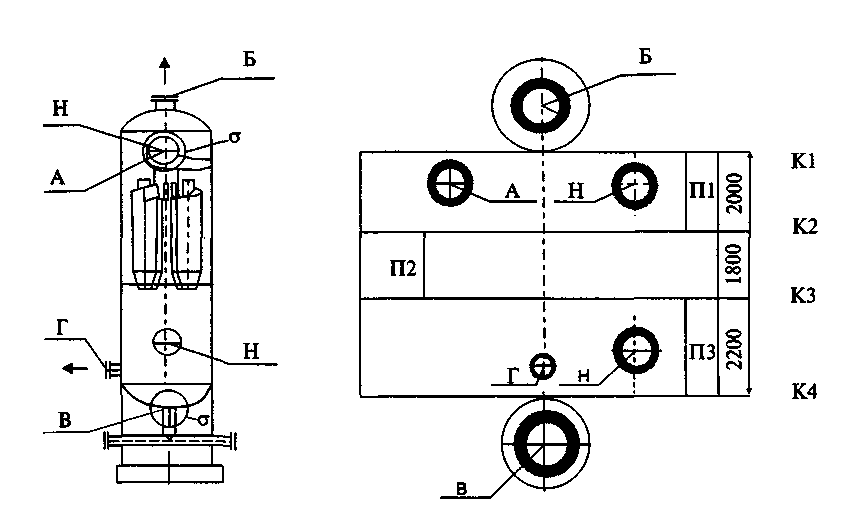 Б
Н
σ
А
Г
Н
В
σ
Б
К1
А
Н
П1
2000
К2
П2
1800
К3
Г
н
П3
2200
К4
в